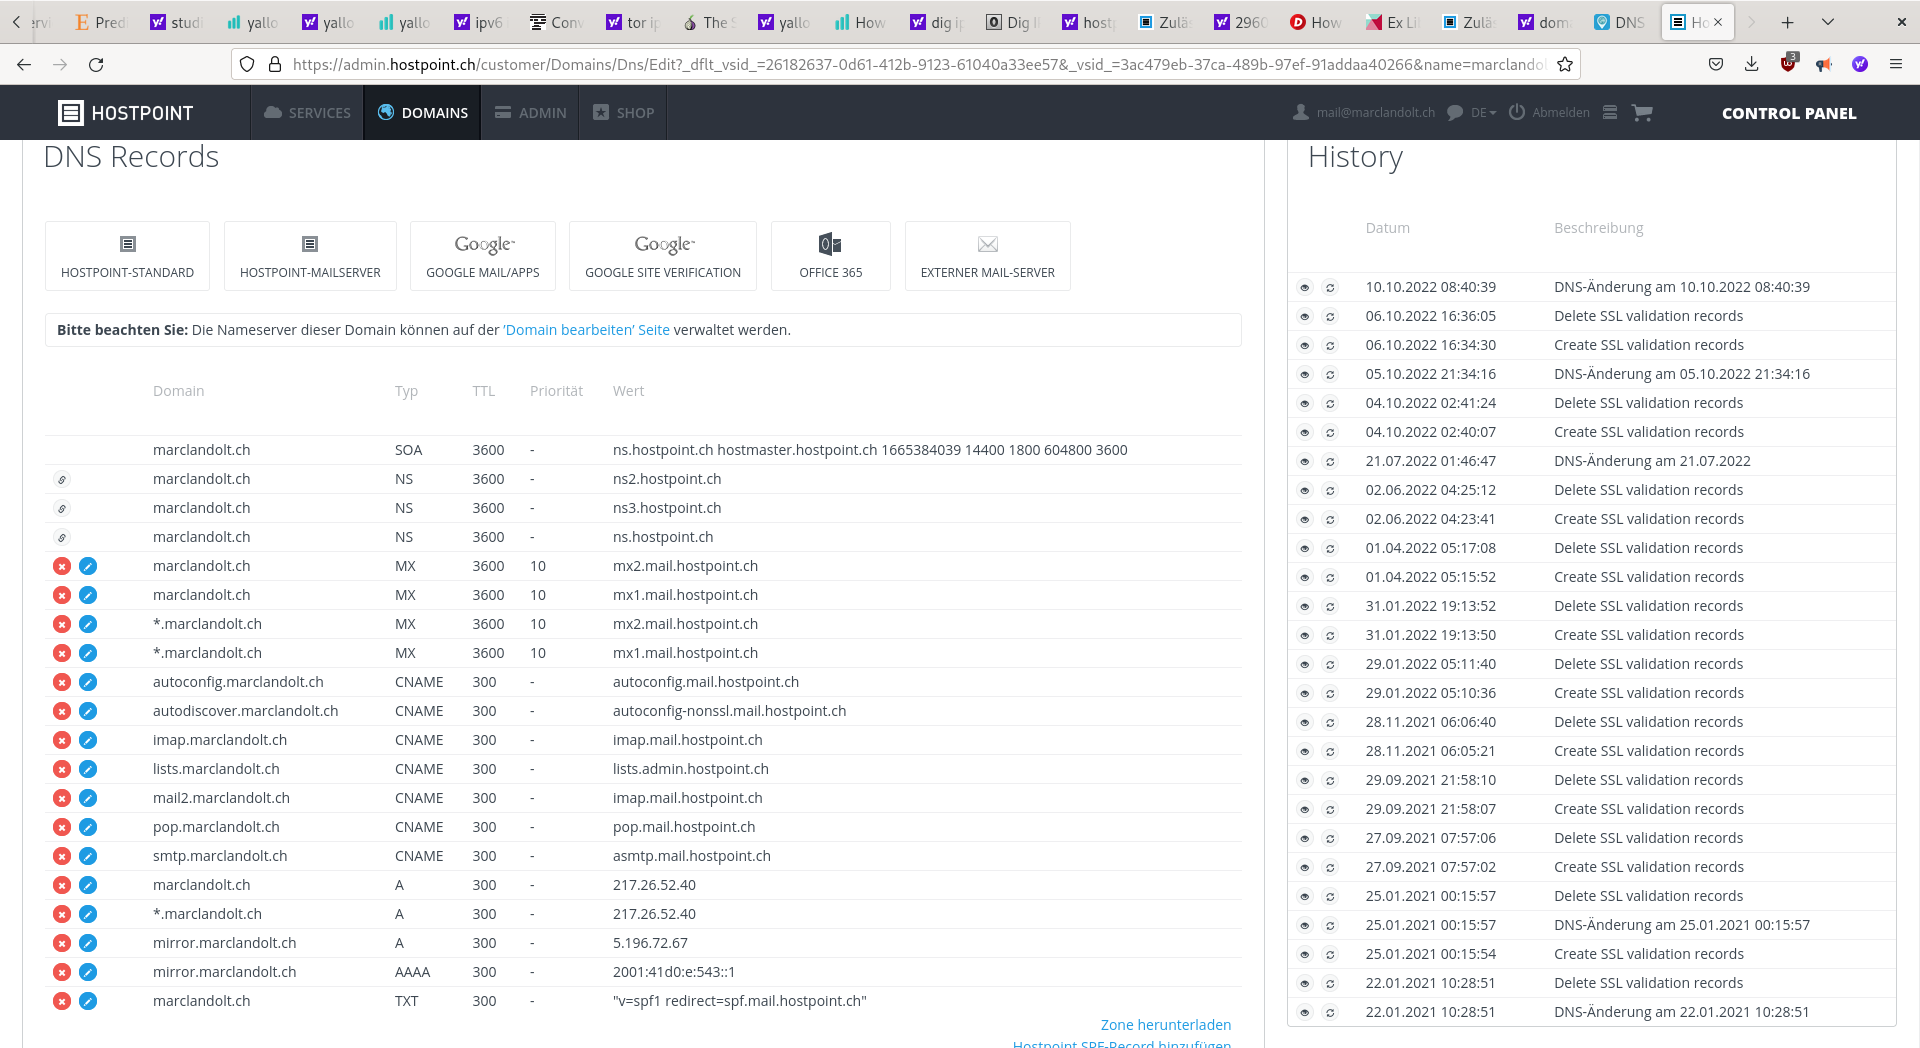 Pred
studi
yallo
yallo
yallo
ipv6
Conv
tor ip
The S
yallo
How
dig ip
Dig I
host
Zulä
2960
How
Ex Li
Zulä
dom
DNS
Ho
https://admin.hostpoint.ch/customer/Domains/Dns/Edit?_dflt_vsid_=26182637-0d61-412b-9123-61040a33ee57&_vsid_=3ac479eb-37ca-489b-97ef-91addaa40266&name=marclando
3
HOSTPOINT
SERVICES
DOMAINS
ADMIN
SHOP
mail@marclandolt.ch
DE
Abmelden
CONTROL PANEL
DNS Records
HOSTPOINT-STANDARD
HOSTPOINT-MAILSERVER
Google™
GOOGLE MAIL/APPS
Google™
GOOGLE SITE VERIFICATION
OFFICE 365
EXTERNER MAIL-SERVER
Bitte beachten Sie: Die Nameserver dieser Domain können auf der 'Domain bearbeiten' Seite verwaltet werden.
Domain Typ TTL Priorität Wert
marclandolt.ch SOA 3600 - ns.hostpoint.ch hostmaster.hostpoint.ch 1665384039 14400 1800 604800 3600
marclandolt.ch NS 3600 - ns2.hostpoint.ch
marclandolt.ch NS 3600 - ns3.hostpoint.ch
marclandolt.ch NS 3600 - ns.hostpoint.ch
marclandolt.ch MX 3600 10 mx2.mail.hostpoint.ch
marclandolt.ch MX 3600 10 mx1.mail.hostpoint.ch
*.marclandolt.ch MX 3600 10 mx2.mail.hostpoint.ch
*.marclandolt.ch MX 3600 10 mx1.mail.hostpoint.ch
autoconfig.marclandolt.ch CNAME 300 - autoconfig.mail.hostpoint.ch
autodiscover.marclandolt.ch CNAME 300 - autoconfig-nonssl.mail.hostpoint.ch
imap.marclandolt.ch CNAME 300 - imap.mail.hostpoint.ch
lists.marclandolt.ch CNAME 300 - lists.admin.hostpoint.ch
mail2.marclandolt.ch CNAME 300 - imap.mail.hostpoint.ch
pop.marclandolt.ch CNAME 300 - pop.mail.hostpoint.ch
smtp.marclandolt.ch CNAME 300 - asmtp.mail.hostpoint.ch
marclandolt.ch A 300 - 217.26.52.40
*.marclandolt.ch A 300 - 217.26.52.40
mirror.marclandolt.ch A 300 - 5.196.72.67
mirror.marclandolt.ch AAAA 300 - 2001:41d0:e:543::1
marclandolt.ch TXT 300 - "v=spf1 redirect=spf.mail.hostpoint.ch"
Zone herunterladen
Hostpoint SPF-Record hinzufügen
History
Datum Beschreibung
10.10.2022 08:40:39 DNS-Änderung am 10.10.2022 08:40:39
06.10.2022 16:36:05 Delete SSL validation records
06.10.2022 16:34:30 Create SSL validation records
05.10.2022 21:34:16 DNS-Änderung am 05.10.2022 21:34:16
04.10.2022 02:41:24 Delete SSL validation records
04.10.2022 02:40:07 Create SSL validation records
21.07.2022 01:46:47 DNS-Änderung am 21.07.2022
02.06.2022 04:25:12 Delete SSL validation records
02.06.2022 04:23:41 Create SSL validation records
01.04.2022 05:17:08 Delete SSL validation records
01.04.2022 05:15:52 Create SSL validation records
31.01.2022 19:13:52 Delete SSL validation records
31.01.2022 19:13:50 Create SSL validation records
29.01.2022 05:11:40 Delete SSL validation records
29.01.2022 05:10:36 Create SSL validation records
28.11.2021 06:06:40 Delete SSL validation records
28.11.2021 06:05:21 Create SSL validation records
29.09.2021 21:58:10 Delete SSL validation records
29.09.2021 21:58:07 Create SSL validation records
27.09.2021 07:57:06 Delete SSL validation records
27.09.2021 07:57:02 Create SSL validation records
25.01.2021 00:15:57 Delete SSL validation records
25.01.2021 00:15:57 DNS-Änderung am 25.01.2021 00:15:57
25.01.2021 00:15:54 Create SSL validation records
22.01.2021 10:28:51 Delete SSL validation records
22.01.2021 10:28:51 DNS-Änderung am 22.01.2021 10:28:51